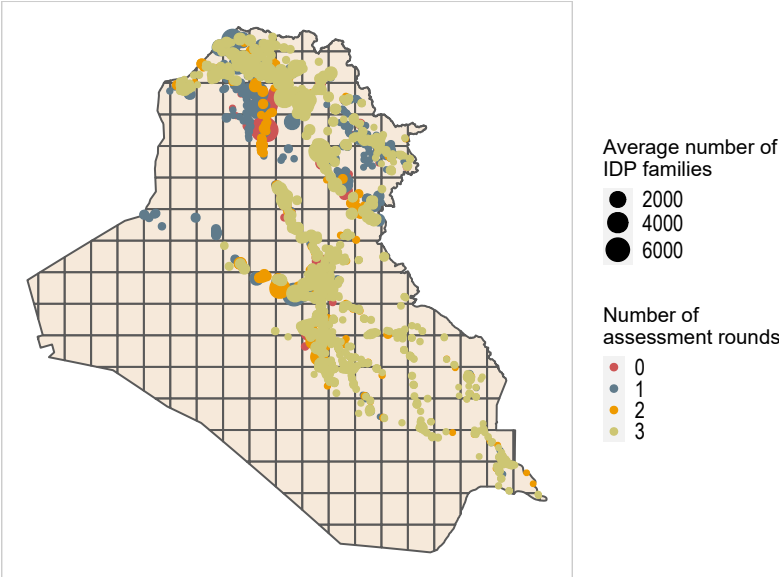 Average number of
IDP families
2000
4000
6000
Number of
assessment rounds
0
1
2
3